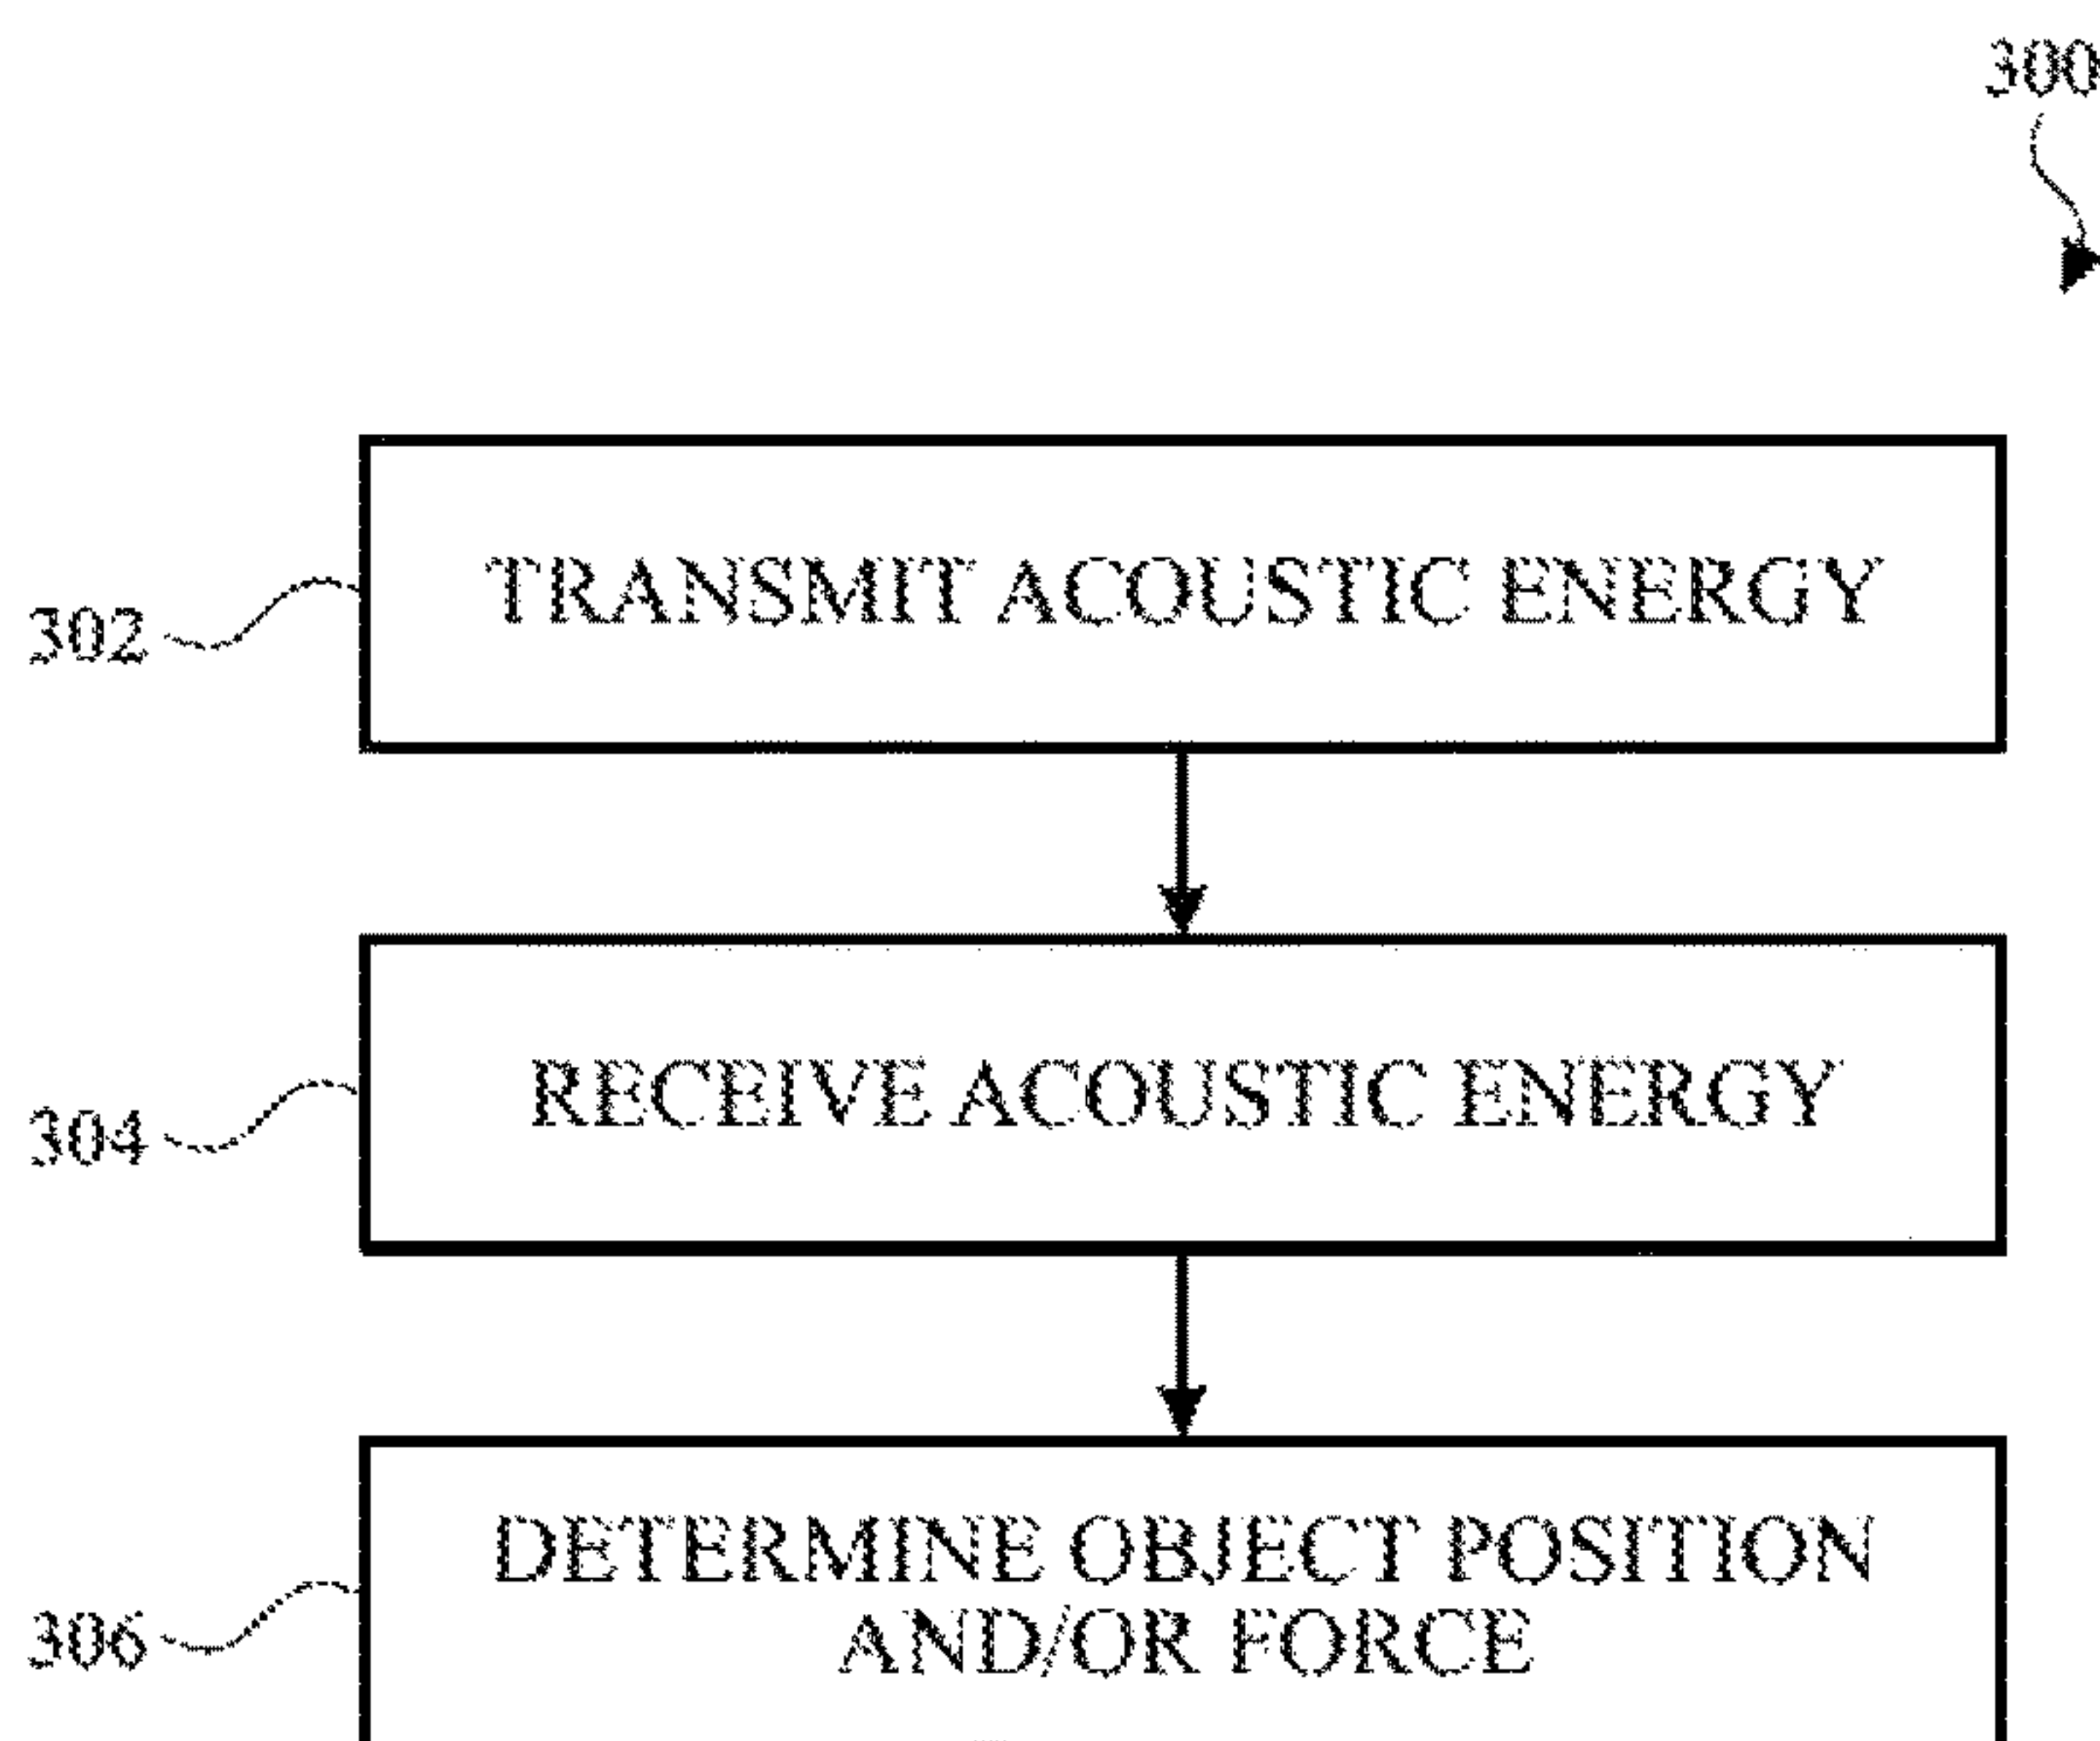 300
302
TRANSMIT ACOUSTIC ENERGY
304
RECEIVE ACOUSTIC ENERGY
306
DETERMINE OBJECT POSITION
AND/OR FORCE